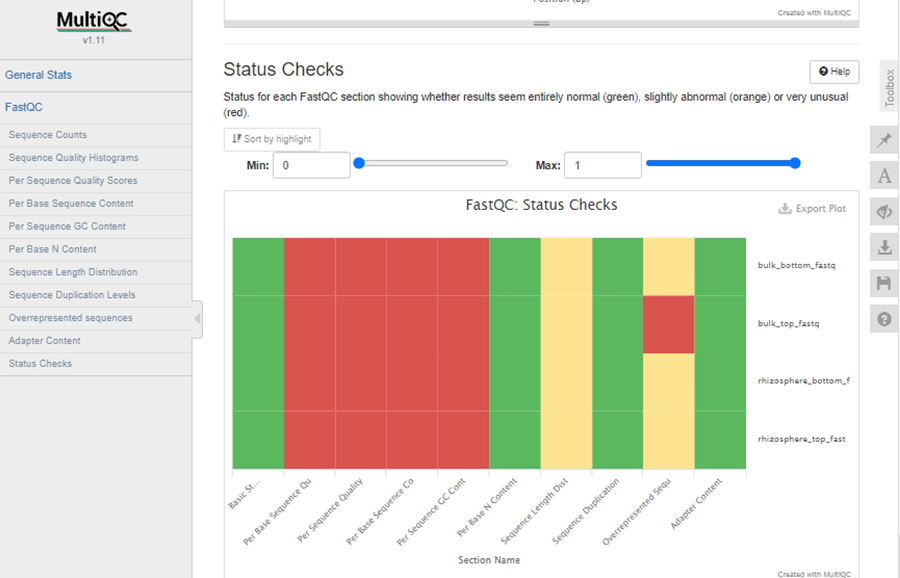 MultiQC
v1.11
General Stats
FastQC
Sequence Counts
Sequence Quality Histograms
Per Sequence Quality Scores
Per Base Sequence Content
Per Sequence GC Content
Per Base N Content
Sequence Length Distribution
Sequence Duplication Levels
Overrepresented sequences
Adapter Content
Status Checks
Created with MultiQC
Status Checks
Help
Status for each FastQC section showing whether results seem entirely normal (green), slightly abnormal (orange) or very unusual
(red).
Sort by highlight
Min: 0
Max: 1
FastQC: Status Checks
Export Plot
bulk_bottom_fastq
bulk_top_fastq
rhizosphere_bottom_f
rhizosphere_top_fast
Basic St...
Per Base Sequence Qu
Per Sequence Quality
Per Base Sequence Co
Per Sequence GC Cont
Per Base N Content
Sequence Length Dist
Sequence Duplication
Overrepresented Sequ
Adapter Content
Section Name
Created with MultiQC
Toolbox
A